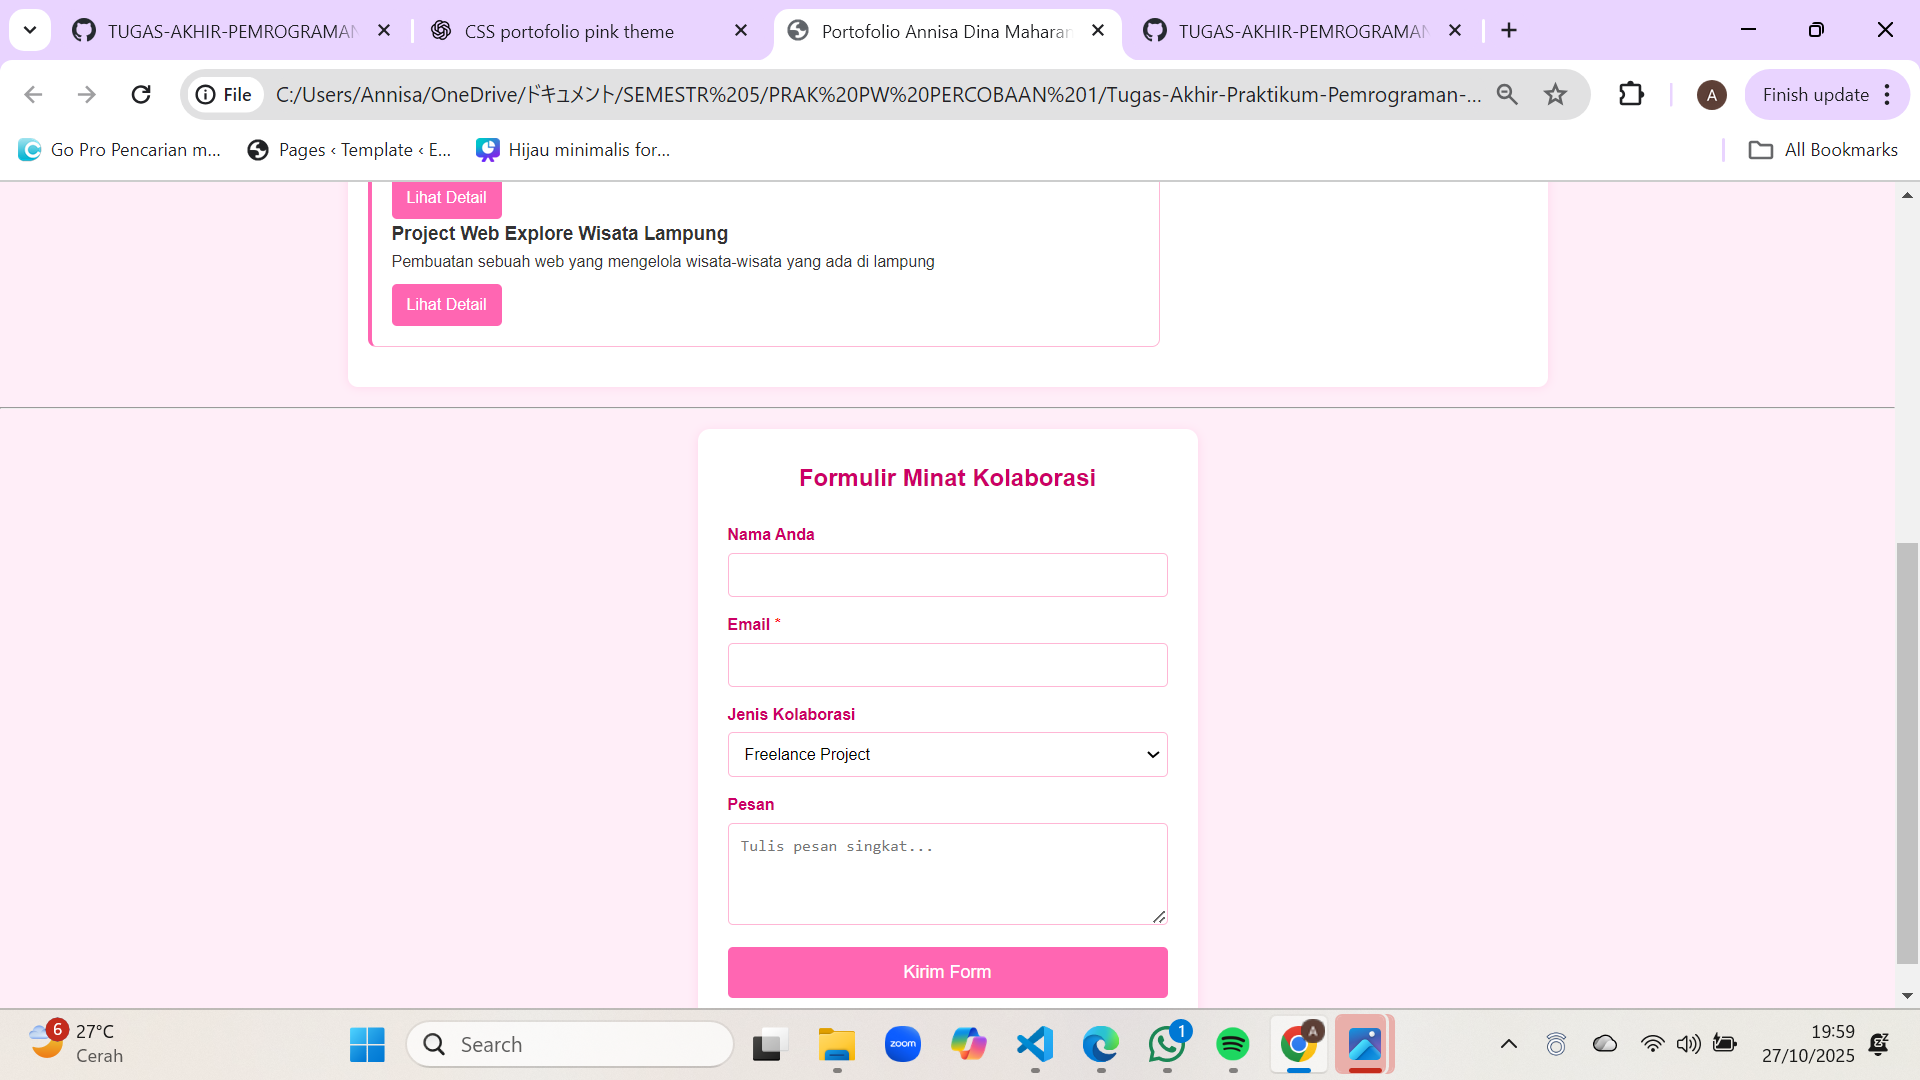 TUGAS-AKHIR-PEMROGRAMAN
CSS portofolio pink theme
Portofolio Annisa Dina Maharan
TUGAS-AKHIR-PEMROGRAMAN
File
C:/Users/Annisa/OneDrive/ドキュメント/SEMESTR%205/PRAK%20PW%20PERCOBAAN%201/Tugas-Akhir-Praktikum-Pemrograman-...
A
Finish update
Go Pro Pencarian m...
Pages ‹ Template ‹ E...
Hijau minimalis for...
All Bookmarks
Lihat Detail
Project Web Explore Wisata Lampung
Pembuatan sebuah web yang mengelola wisata-wisata yang ada di lampung
Lihat Detail
Formulir Minat Kolaborasi
Nama Anda
Email *
Jenis Kolaborasi
Freelance Project
Pesan
Tulis pesan singkat...
Kirim Form
6
27°C
Cerah
Search
zoom
1
A
19:59
27/10/2025